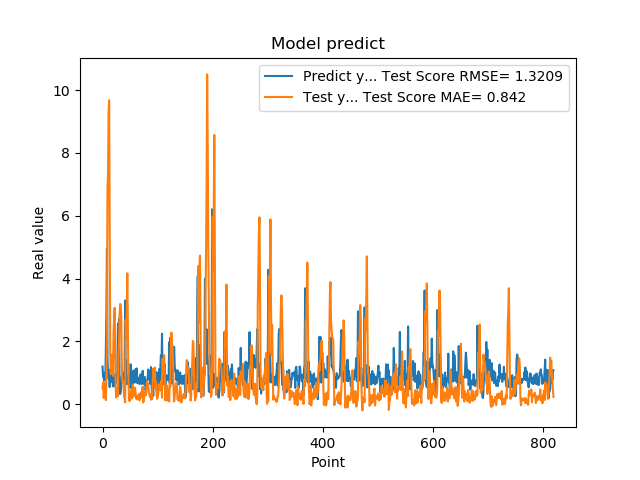 Model predict
Predict y... Test Score RMSE= 1.3209
Test y... Test Score MAE= 0.842
Real value
10
8
6
4
2
0
0 200 400 600 800
Point